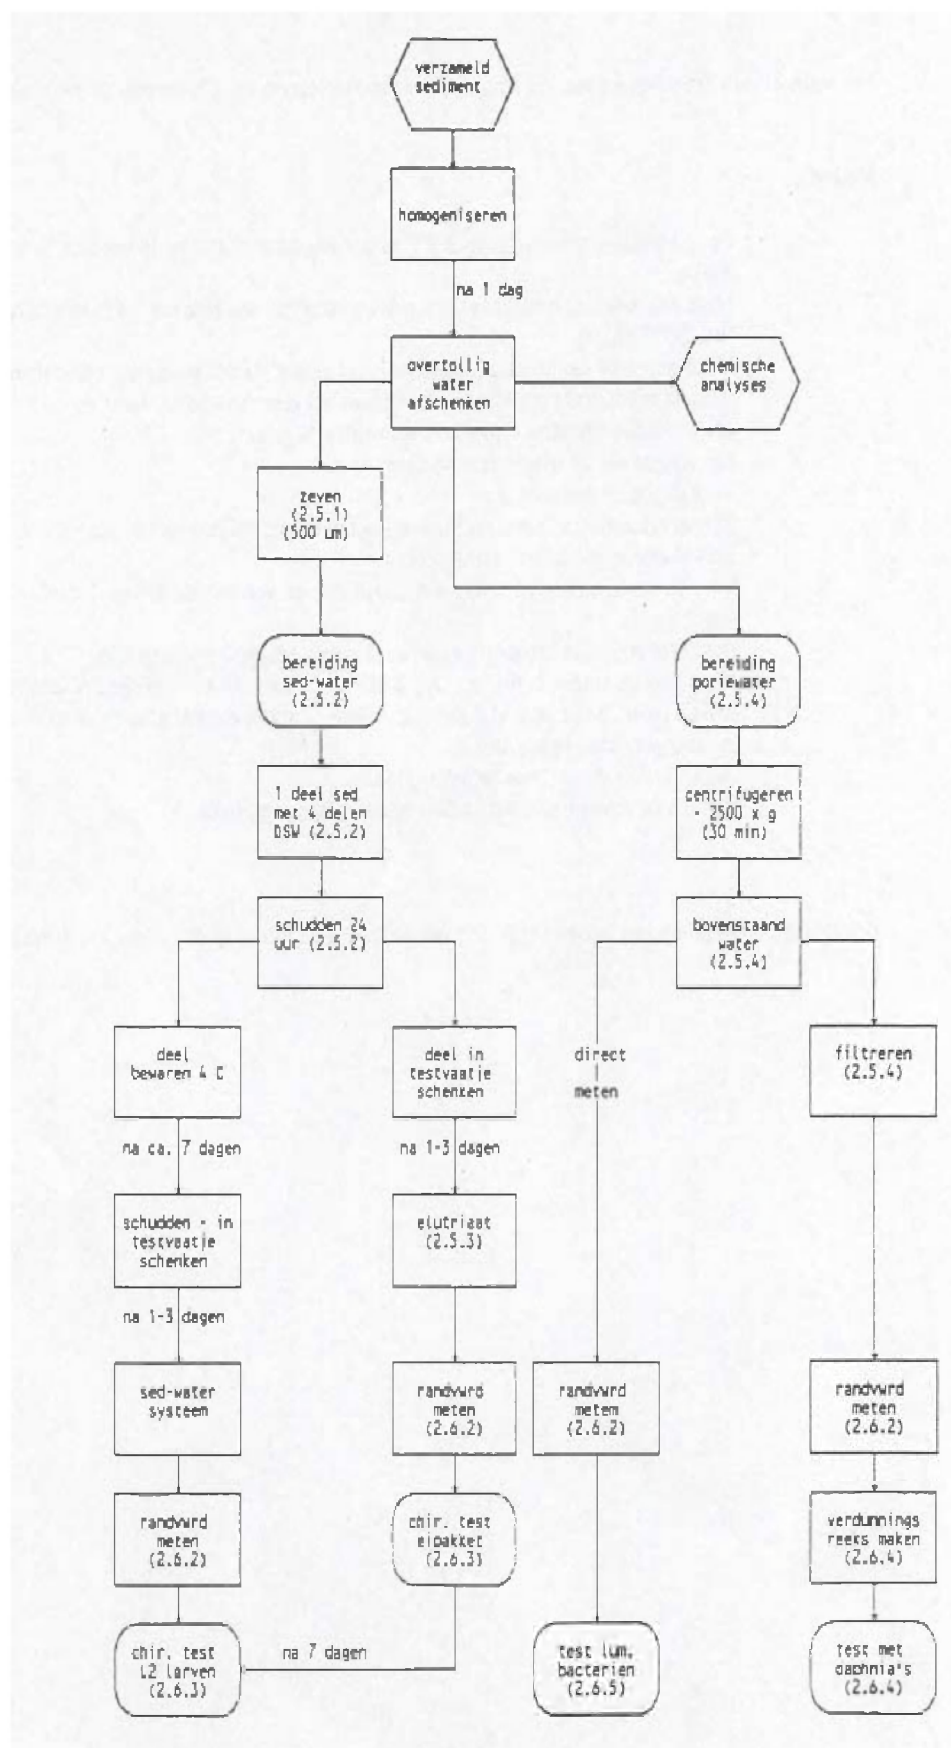 verzameld
sediment
homogeniseren
na 1 dag
overtollig
water
afschenken
chemische
analyses
zeven
(2.5.1)
(500 um)
bereiding
sed-water
(2.5.2)
bereiding
poriewater
(2.5.4)
1 deel sed
met 4 delen
DSW (2.5.2)
centrifugeren
- 2500 x g
(30 min)
schudden 24
uur (2.5.2)
bovenstaand
water
(2.5.4)
deel
bewaren 4 C
deel in
testvaatje
schenken
direct
meten
filtreren
(2.5.4)
na ca. 7 dagen
na 1-3 dagen
schudden - in
testvaatje
schenken
elutriaat
(2.5.3)
na 1-3 dagen
sed-water
systeem
randvwrd
meten
(2.6.2)
randvwrd
metem
(2.6.2)
randvwrd
meten
(2.6.2)
randvwrd
meten
(2.6.2)
chir. test
eipakket
(2.6.3)
verdunnings
reeks maken
(2.6.4)
chir. test
L2 larven
(2.6.3)
na 7 dagen
test lum.
bacterien
(2.6.5)
test met
daphnia's
(2.6.4)